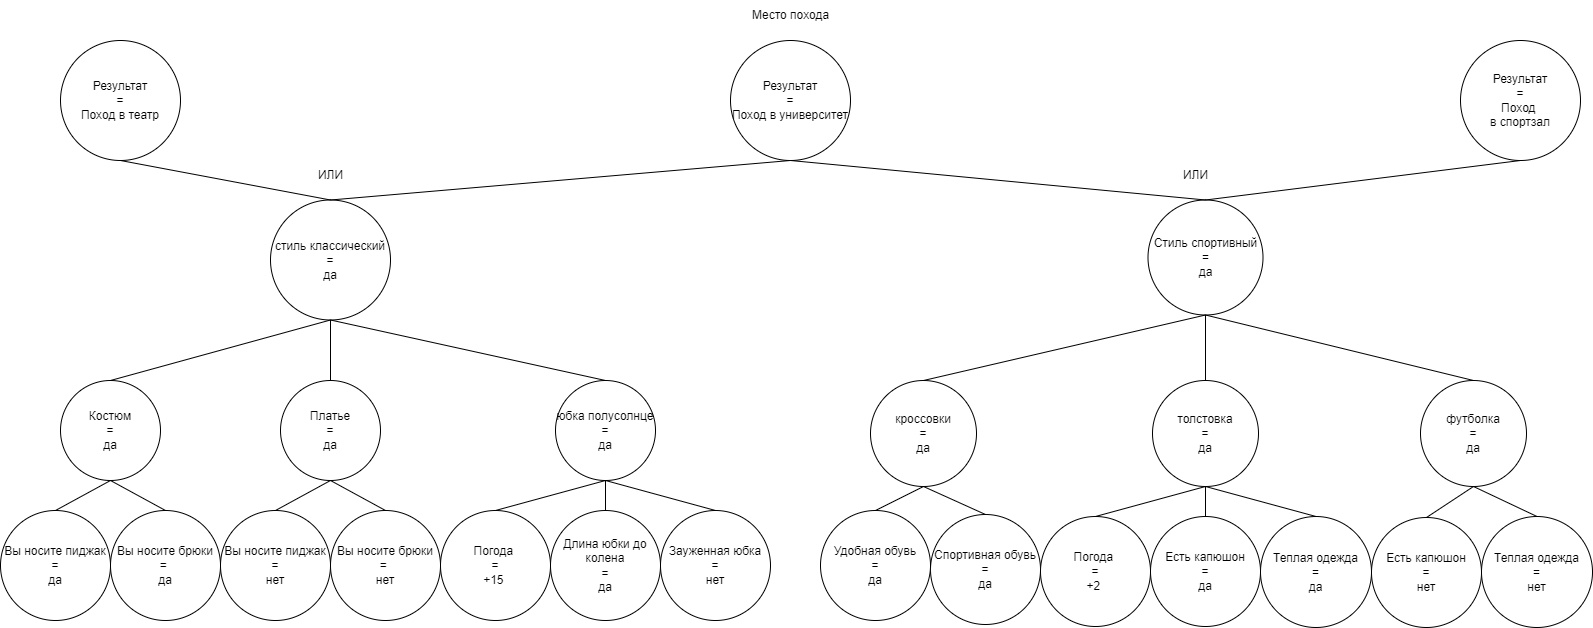 Место похода
Результат
=
Поход в театр
Результат
=
Поход в университет
Результат
=
Поход
в спортзал
ИЛИ
ИЛИ
стиль классический
=
да
Стиль спортивный
=
да
Костюм
=
да
Платье
=
да
юбка полусолнце
=
да
кроссовки
=
да
толстовка
=
да
футболка
=
да
Вы носите пиджак
=
да
Вы носите брюки
=
да
Вы носите пиджак
=
нет
Вы носите брюки
=
нет
Погода
=
+15
Длина юбки до
колена
=
да
Зауженная юбка
=
нет
Удобная обувь
=
да
Спортивная обувь
=
да
Погода
=
+2
Есть капюшон
=
да
Теплая одежда
=
да
Есть капюшон
=
нет
Теплая одежда
=
нет